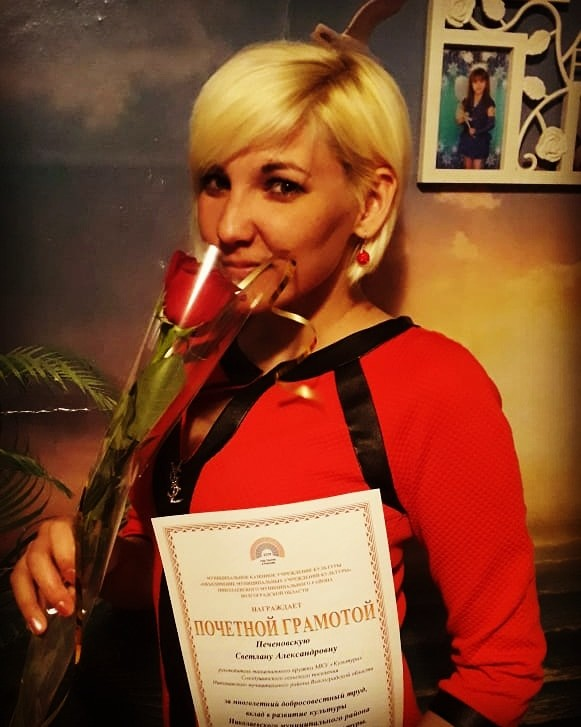 МУНИЦИПАЛЬНОЕ КАЗЕННОЕ УЧРЕЖДЕНИЕ КУЛЬТУРЫ
«ОБЪЕДИНЕНИЕ МУНИЦИПАЛЬНЫХ УЧРЕЖДЕНИЙ КУЛЬТУРЫ»
НИКОЛАЕВСКОГО МУНИЦИПАЛЬНОГО РАЙОНА
ВОЛГОГРАДСКОЙ ОБЛАСТИ
НАГРАЖДАЕТ
ПОЧЕТНОЙ ГРАМОТОЙ
Печеновскую
Светлану Александровну
руководителя танцевального кружка МКУ «Культура»
сельского поселения
Николаевского муниципального района Волгоградской области
за многолетний добросовестный труд,
вклад в развитие культуры
Николаевского муниципального района